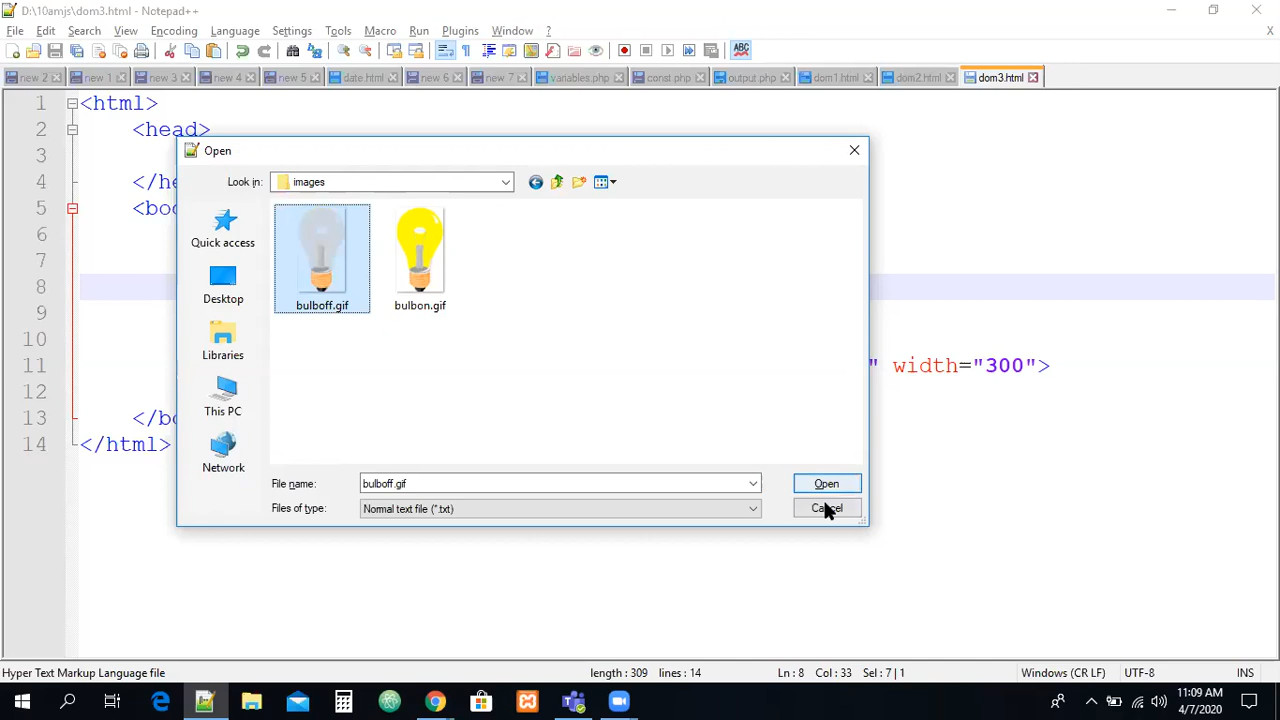 D:\10amjs\dom3.html - Notepad++
File Edit Search View Encoding Language Settings Tools Macro Run Plugins Window ? X
new 2 new 1 new 3 new 4 new 5 date.html new 6 new 7 variables.php const.php output.php dom1.html dom2.html dom3.html
1 <html>
2 <head>
3
4 </he
5 <bod
6
7
8
9
10
11 " width="300">
12
13 </bo
14 </html>
Open
Look in: images
Quick access
Desktop
Libraries
This PC
Network
bulboff.gif bulbon.gif
File name: bulboff.gif Open
Files of type: Normal text file (*.txt) Cancel
Hyper Text Markup Language file length : 309 lines : 14 Ln : 8 Col : 33 Sel : 7 | 1 Windows (CR LF) UTF-8 INS
11:09 AM
4/7/2020